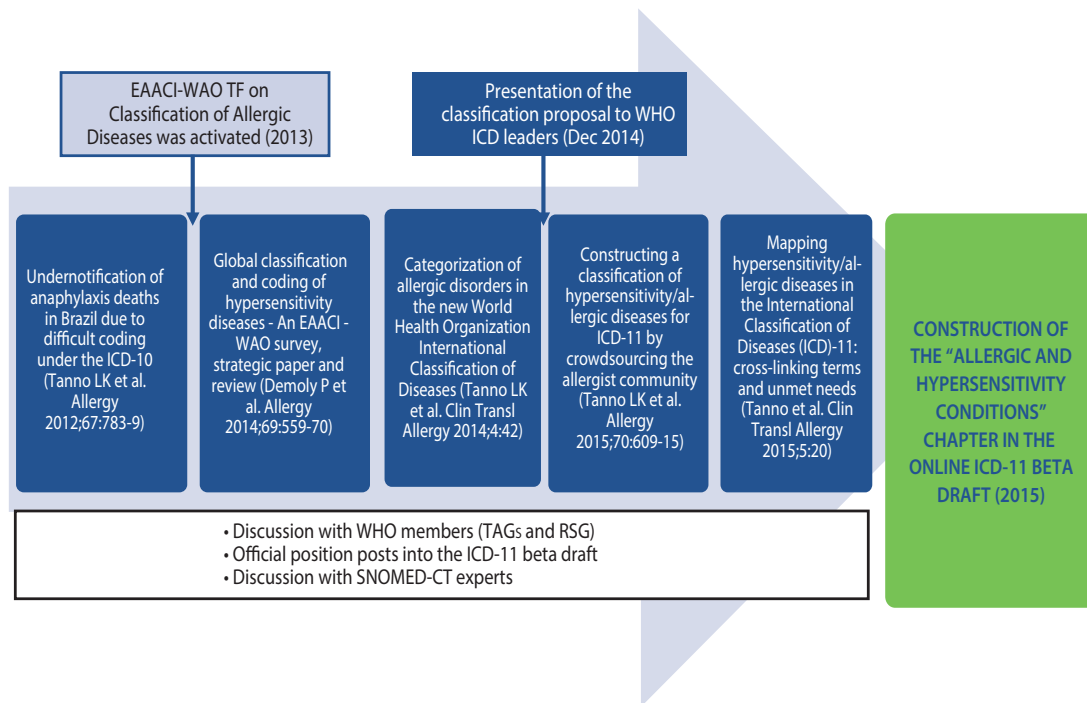 EAACI-WAO TF on
Classification of Allergic
Diseases was activated (2013)
Presentation of the
classification proposal to WHO
ICD leaders (Dec 2014)
Undernotification of
anaphylaxis deaths
in Brazil due to
difficult coding
under the ICD-10
(Tanno LK et al.
Allergy
2012;67:783-9)
Global classification
and coding of
hypersensitivity
diseases - An EAACI -
WAO survey,
strategic paper and
review (Demoly P et
al. Allergy
2014;69:559-70)
Categorization of
allergic disorders in
the new World
Health Organization
International
Classification of
Diseases (Tanno LK
et al. Clin Transl
Allergy 2014;4:42)
Constructing a
classification of
hypersensitivity/al-
lergic diseases for
ICD-11 by
crowdsourcing the
allergist community
(Tanno LK et al.
Allergy
2015;70:609-15)
Mapping
hypersensitivity/al-
lergic diseases in
the International
Classification of
Diseases (ICD)-11:
cross-linking terms
and unmet needs
(Tanno et al. Clin
Transl Allergy
2015;5:20)
CONSTRUCTION OF
THE “ALLERGIC AND
HYPERSENSITIVITY
CONDITIONS”
CHAPTER IN THE
ONLINE ICD-11 BETA
DRAFT (2015)
• Discussion with WHO members (TAGs and RSG)
• Official position posts into the ICD-11 beta draft
• Discussion with SNOMED-CT experts